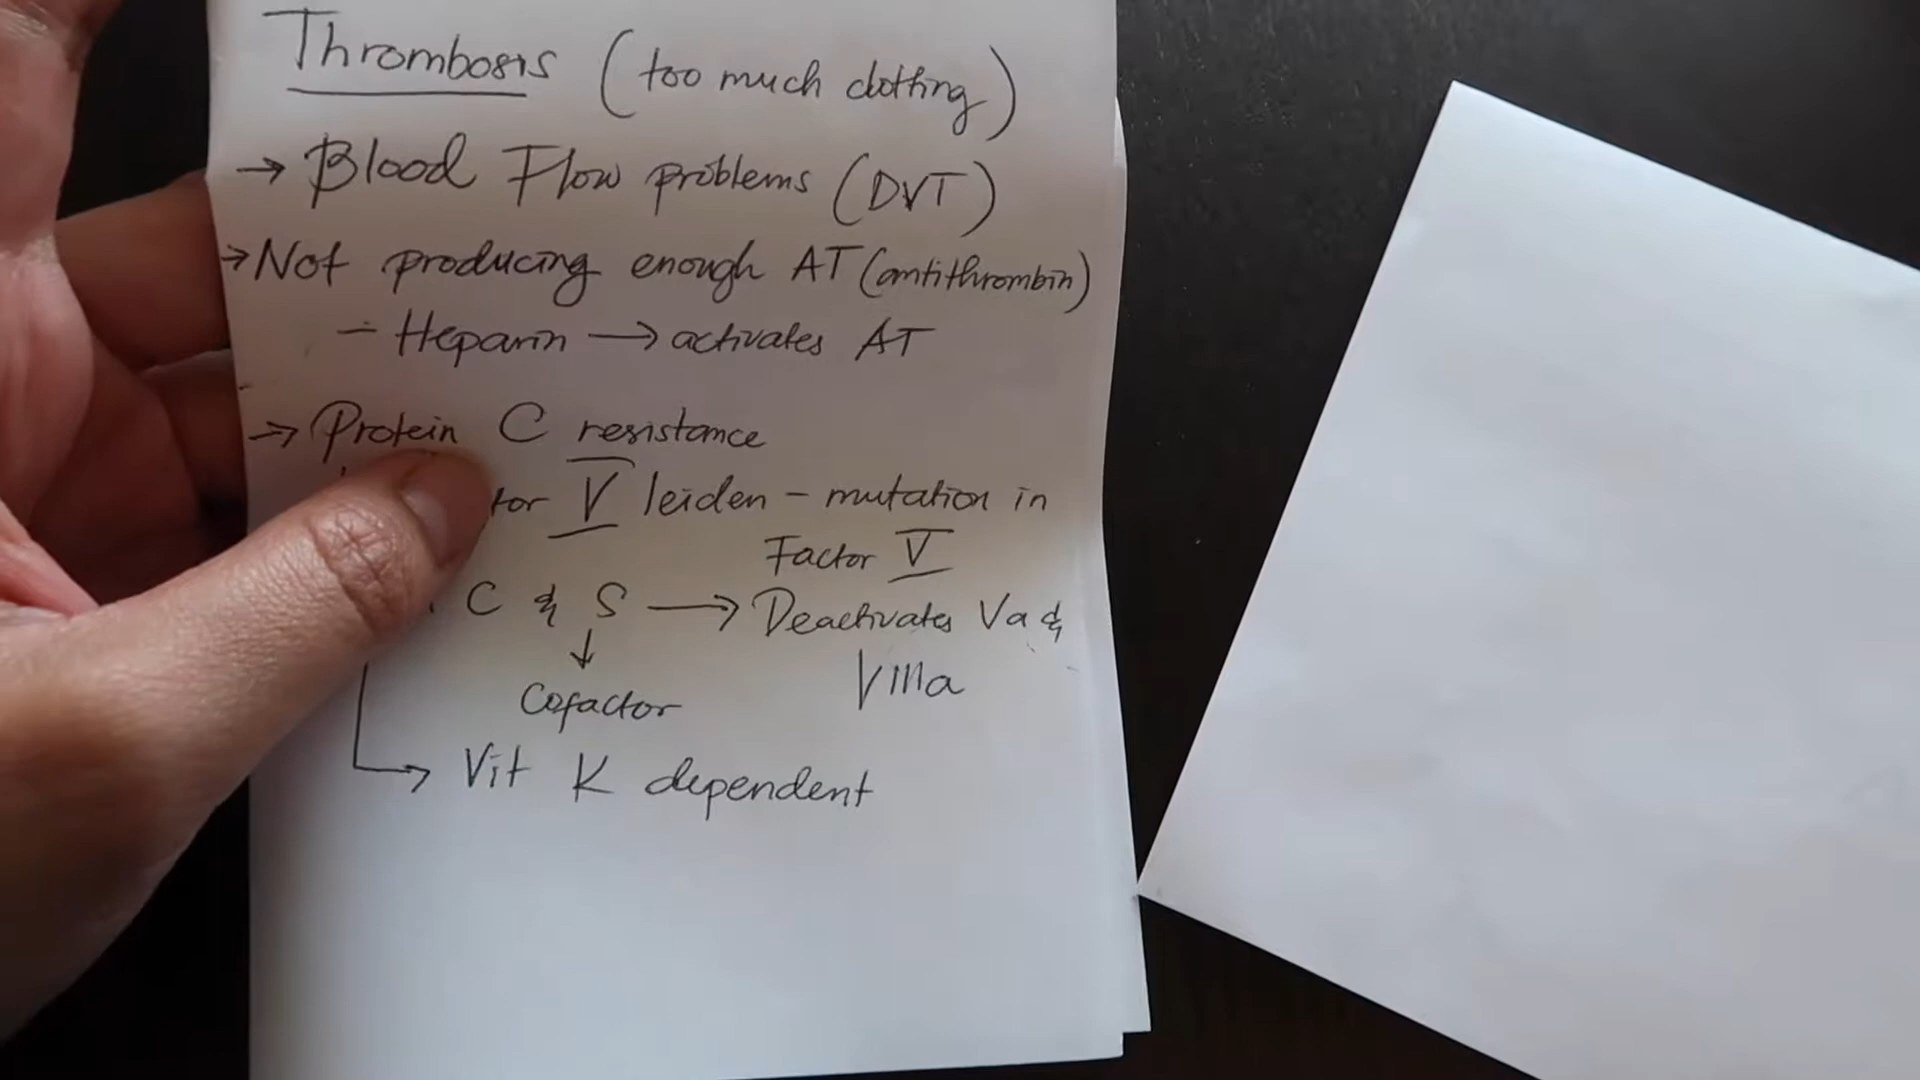 Thrombosis (too much clotting)
→ Blood Flow problems (DVT)
→ Not producing enough AT (antithrombin)
– Heparin → activates AT
→ Protein C resistance
tor V leiden – mutation in
Factor V
C & S → Deactivates Va &
↓
VIIIa
Cofactor
↳ Vit K dependent